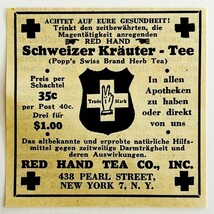 ACHTET AUF EURE GESUNDHEIT!
Trinkt den zeitbewährten, die
Magentätigkeit anregenden
RED HAND
Schweizer Kräuter - Tee
(Popp's Swiss Brand Herb Tea)
Preis per
Schachtel
35c
per Post 40c.
Drei für
$1.00
Trade Mark
In allen
Apotheken
zu haben
oder direkt
von uns
Das altbekannte und erprobte natürliche Hilfs-
mittel gegen zeitweilige Darmträgheit und
deren Auswirkungen.
RED HAND TEA CO., INC.
438 PEARL STREET,
NEW YORK 7, N. Y.